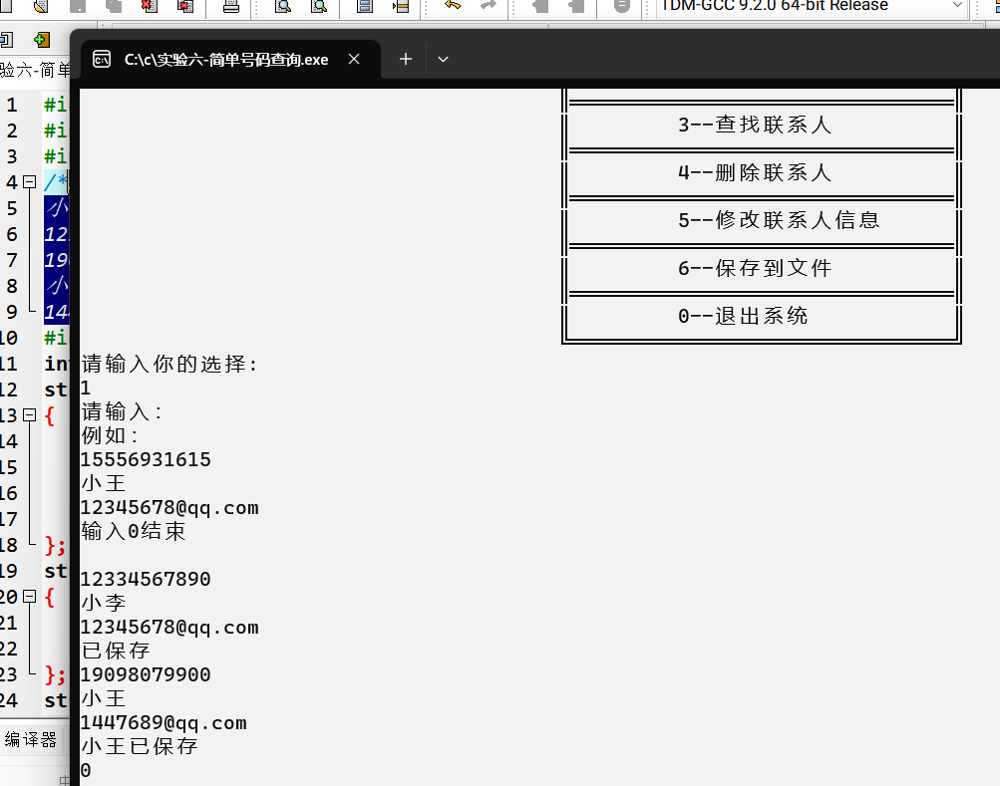 TDM-GCC 9.2.0 64-bit Release
C:\c\实验六-简单号码查询.exe
验六-简单
1 #i
2 #i
3 #i
4 /*
5 小
6 12
7 190
8 小
9 144
10 #i
11 int
12 st
13 {
14
15
16
17
18 };
19 st
20 {
21
22
23 };
24 st
编译器
3--查找联系人
4--删除联系人
5--修改联系人信息
6--保存到文件
0--退出系统
请输入你的选择:
1
请输入:
例如:
15556931615
小王
12345678@qq.com
输入0结束
12334567890
小李
12345678@qq.com
已保存
19098079900
小王
1447689@qq.com
小王已保存
0